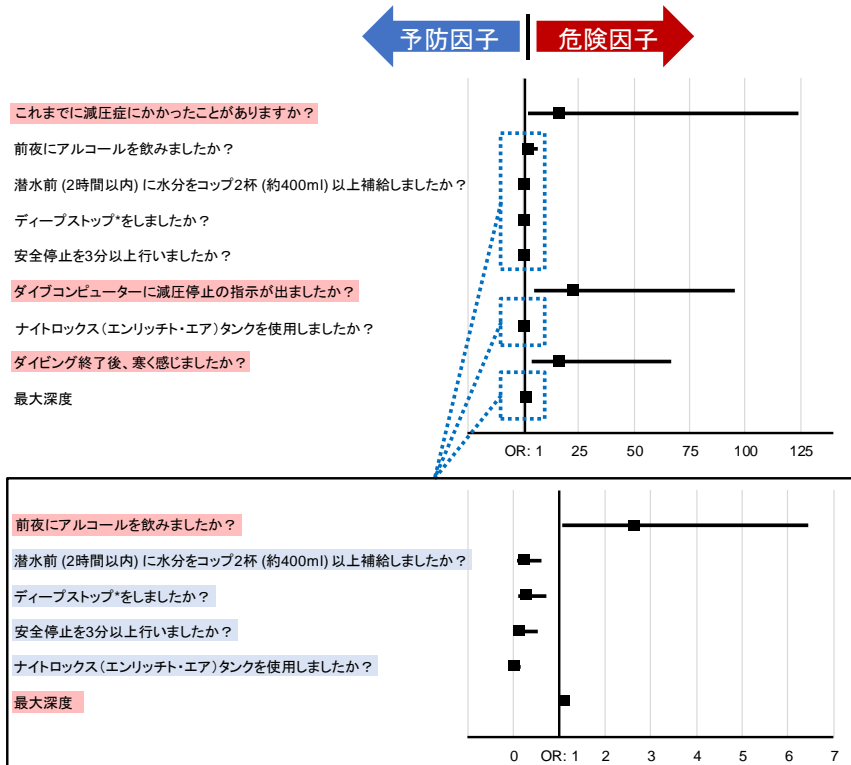 予防因子 危険因子
これまでに減圧症にかかったことがありますか？
前夜にアルコールを飲みましたか？
潜水前 (2時間以内) に水分をコップ2杯 (約400ml) 以上補給しましたか？
ディープストップ*をしましたか？
安全停止を3分以上行いましたか？
ダイブコンピューターに減圧停止の指示が出ましたか？
ナイトロックス（エンリッチト・エア）タンクを使用しましたか？
ダイビング終了後、寒く感じましたか？
最大深度
OR: 1 25 50 75 100 125
前夜にアルコールを飲みましたか？
潜水前 (2時間以内) に水分をコップ2杯 (約400ml) 以上補給しましたか？
ディープストップ*をしましたか？
安全停止を3分以上行いましたか？
ナイトロックス（エンリッチト・エア）タンクを使用しましたか？
最大深度
0 OR: 1 2 3 4 5 6 7